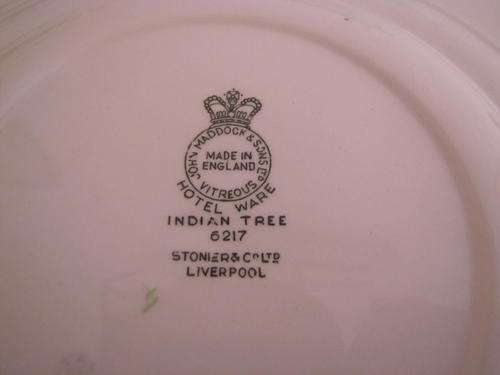 JOHN MADDOCK & SONS LTD
MADE IN
ENGLAND
VITREOUS
HOTEL WARE
INDIAN TREE
6217
STONIER & Co LTD
LIVERPOOL